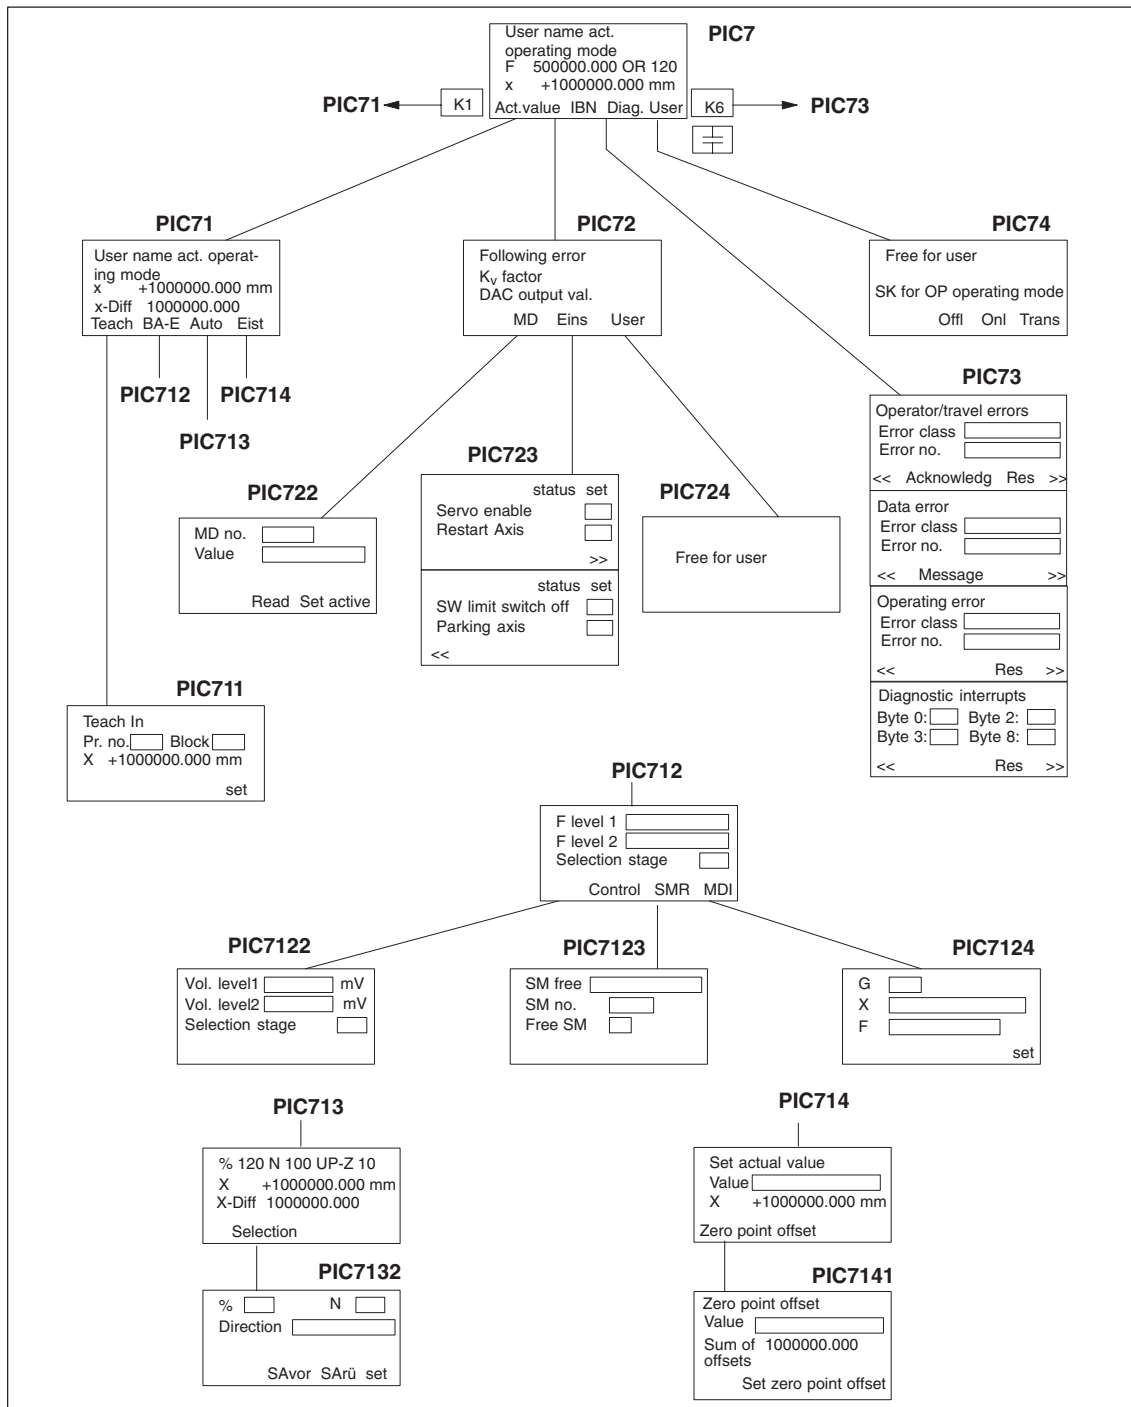 User name act.
operating mode
F 500000.000 OR 120
x +1000000.000 mm
Act.value IBN Diag. User
PIC7
PIC71
K1
K6
PIC73
PIC71
User name act. operat-
ing mode
x +1000000.000 mm
x-Diff 1000000.000
Teach BA-E Auto Eist
PIC712
PIC714
PIC713
PIC72
Following error
Kv factor
DAC output val.
MD Eins User
PIC74
Free for user
SK for OP operating mode
Offl Onl Trans
PIC73
Operator/travel errors
Error class
Error no.
<< Acknowledg Res >>
Data error
Error class
Error no.
<< Message >>
Operating error
Error class
Error no.
<< Res >>
Diagnostic interrupts
Byte 0: Byte 2:
Byte 3: Byte 8:
<< Res >>
PIC722
MD no.
Value
Read Set active
PIC723
status set
Servo enable
Restart Axis
>>
status set
SW limit switch off
Parking axis
<<
PIC724
Free for user
PIC711
Teach In
Pr. no. Block
X +1000000.000 mm
set
PIC712
F level 1
F level 2
Selection stage
Control SMR MDI
PIC7122
Vol. level1 mV
Vol. level2 mV
Selection stage
PIC7123
SM free
SM no.
Free SM
PIC7124
G
X
F
set
PIC713
% 120 N 100 UP-Z 10
X +1000000.000 mm
X-Diff 1000000.000
Selection
PIC7132
% N
Direction
SAvor SArü set
PIC714
Set actual value
Value
X +1000000.000 mm
Zero point offset
PIC7141
Zero point offset
Value
Sum of 1000000.000
offsets
Set zero point offset